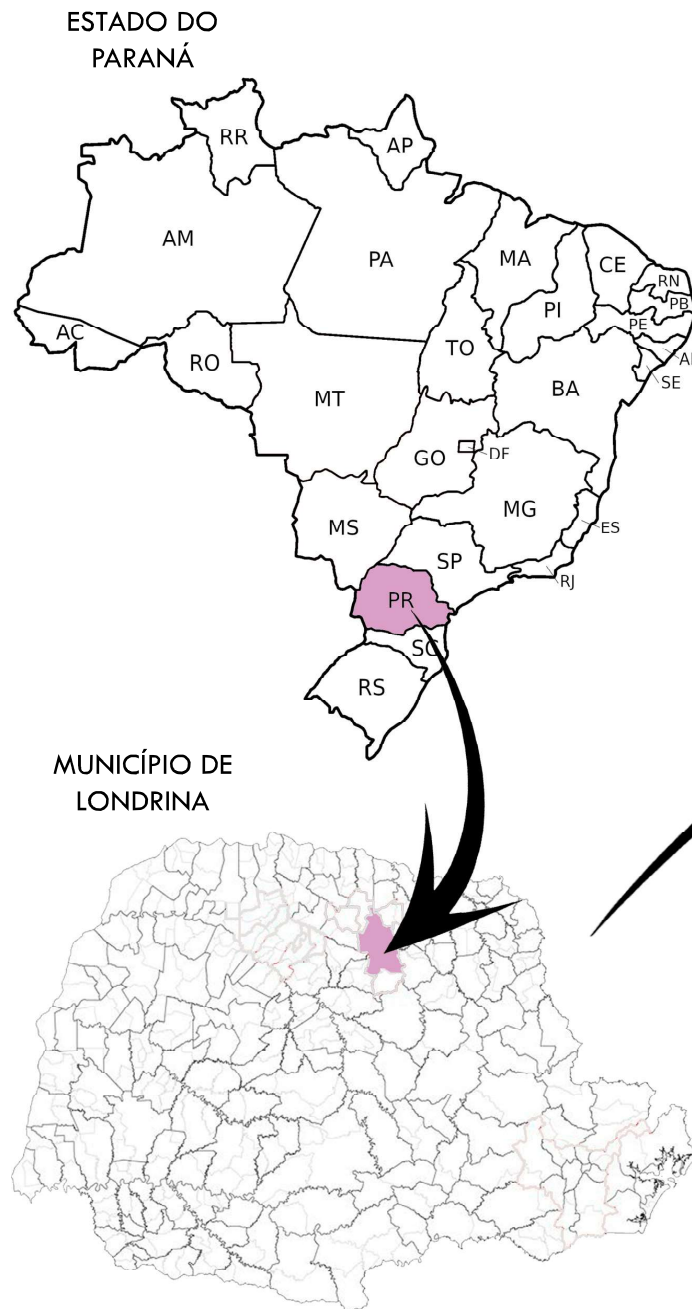 ESTADO DO
PARANÁ
RR
AP
AM
PA
MA
CE
RN
PB
PI
PE
AC
TO
RO
SE
BA
MT
GO
DF
MG
MS
ES
SP
RJ
PR
SC
RS
MUNICÍPIO DE
LONDRINA